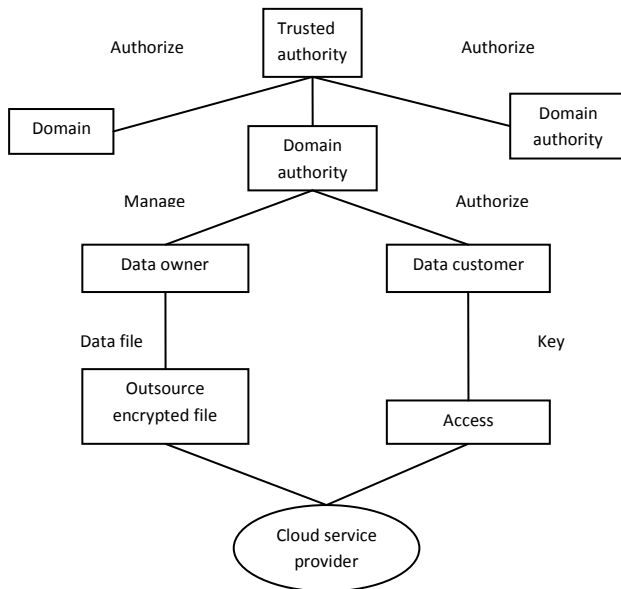 Trusted
authority
Authorize
Authorize
Domain
Domain
authority
Domain
authority
Manage
Authorize
Data owner
Data customer
Data file
Key
Outsource
encrypted file
Access
Cloud service
provider